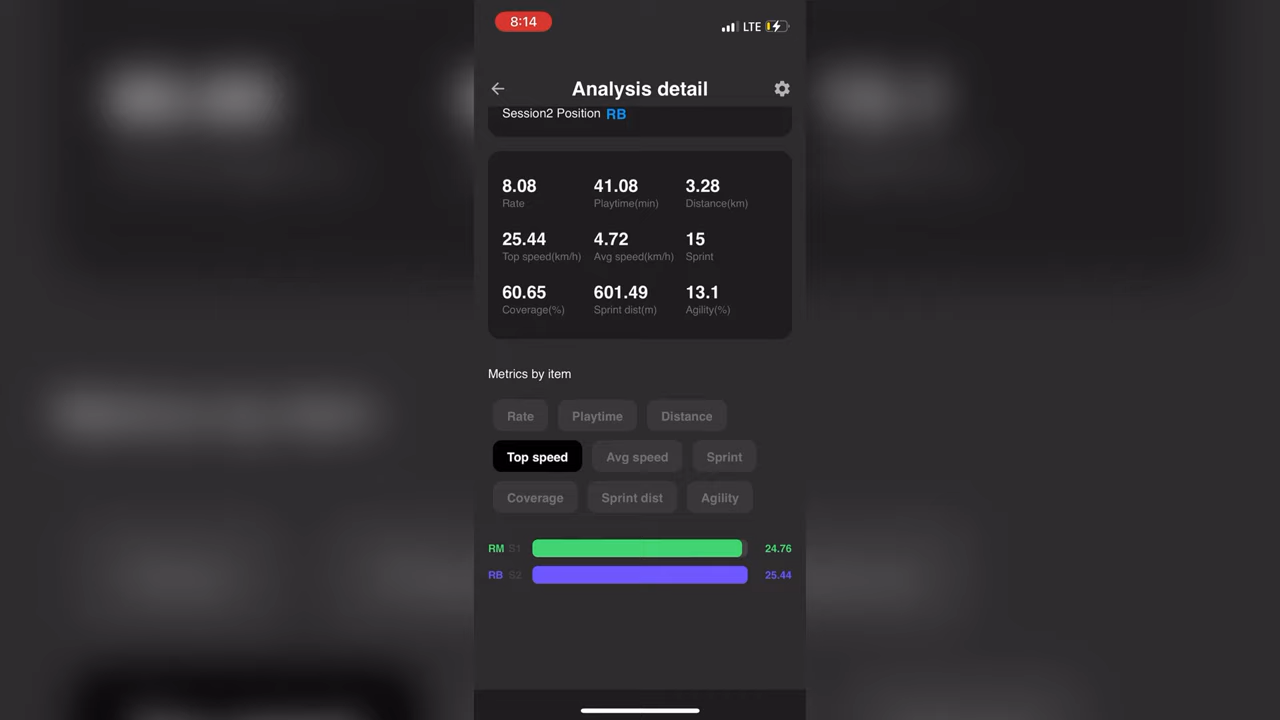 8:14 LTE
Analysis detail
Session2 Position RB
8.08 41.08 3.28
Rate Playtime(min) Distance(km)
25.44 4.72 15
Top speed(km/h) Avg speed(km/h) Sprint
60.65 601.49 13.1
Coverage(%) Sprint dist(m) Agility(%)
Metrics by item
Rate Playtime Distance
Top speed Avg speed Sprint
Coverage Sprint dist Agility
RM S1 24.76
RB S2 25.44